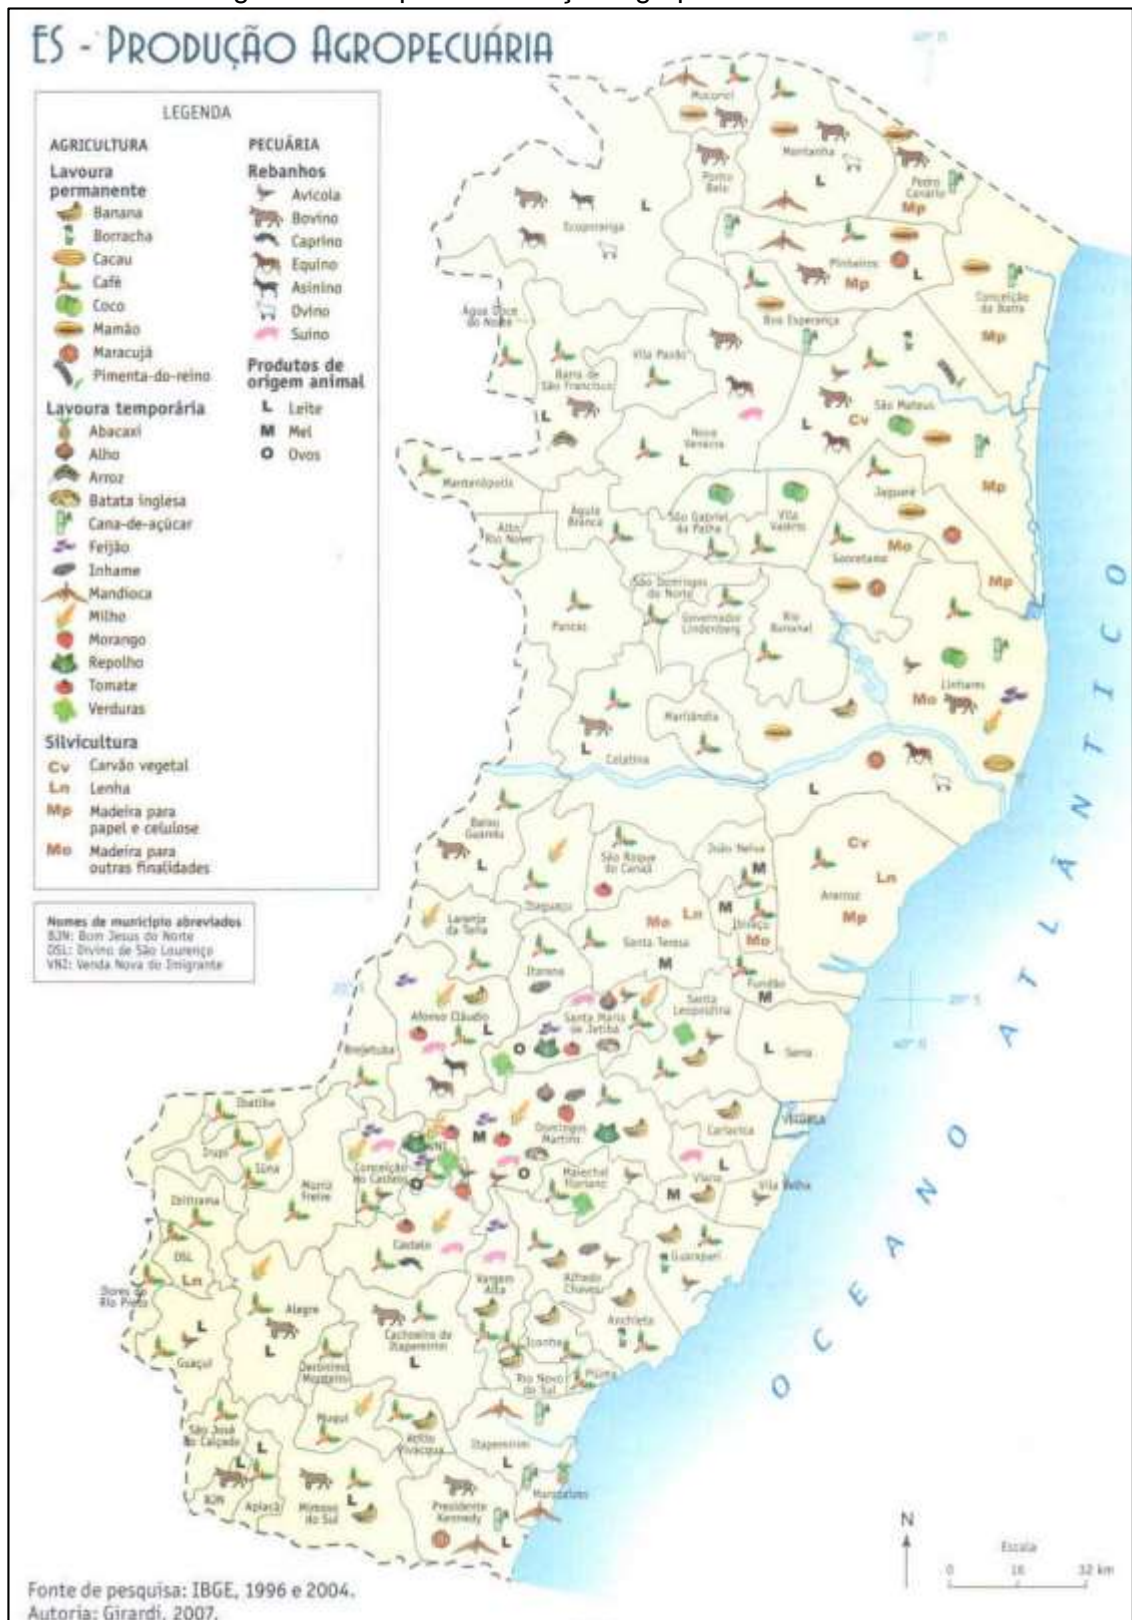 ES - PRODUÇÃO AGROPECUÁRIA
LEGENDA
AGRICULTURA
Lavoura
permanente
Banana
Borracha
Cacau
Café
Coco
Mamão
Maracujá
Pimenta-do-reino
Lavoura temporária
Abacaxi
Alho
Arroz
Batata inglesa
Cana-de-açúcar
Feijão
Inhame
Mandioca
Milho
Morango
Repolho
Tomate
Verduras
Silvicultura
Cv Carvão vegetal
Ln Lenha
Mp Madeira para
papel e celulose
Mo Madeira para
outras finalidades
PECUÁRIA
Rebanhos
Avícola
Bovino
Caprino
Equino
Asinino
Ovino
Suíno
Produtos de
origem animal
L Leite
M Mel
O Ovos
Nomes de município abreviados
BJN: Bom Jesus do Norte
DSL: Divino de São Lourenço
VNI: Venda Nova do Imigrante
Mucurici
Montanha
Ponto
Belo
Pedro
Canário
Ecoporanga
Pinheiros
Conceição
da Barra
Água Doce
do Norte
Boa Esperança
Vila Pavão
Barra de
São Francisco
São Mateus
Nova
Venécia
Mantenópolis
Jaguaré
Águia
Branca
São Gabriel
da Palha
Vila
Valério
Alto
Rio Novo
Sooretama
São Domingos
do Norte
Pancas
Governador
Lindenberg
Rio
Bananal
Linhares
Marilândia
Colatina
Baixo
Guandu
São Roque
do Canaã
João Neiva
Itaguaçu
Aracruz
Laranja
da Terra
Ibiraçu
Santa Teresa
Itarana
Fundão
Afonso Cláudio
Santa Maria
de Jetibá
Santa
Leopoldina
Brejetuba
Serra
Ibatiba
Domingos
Martins
Cariacica
Vitória
Irupi
Iúna
Conceição
do Castelo
VNI
Marechal
Floriano
Viana
Vila Velha
Muniz
Freire
Ibitirama
Castelo
Guarapari
DSL
Vargem
Alta
Alfredo
Chaves
Dores do
Rio Preto
Alegre
Cachoeiro de
Itapemirim
Anchieta
Iconha
Guaçuí
Jerônimo
Monteiro
Rio Novo
do Sul
Piúma
Muqui
São José
do Calçado
Atílio
Vivacqua
Itapemirim
BJN
Apiacá
Mimoso
do Sul
Presidente
Kennedy
Marataízes
OCEANO ATLÂNTICO
20° S
N
Escala
0 16 32 km
Fonte de pesquisa: IBGE, 1996 e 2004.
Autoria: Girardi, 2007.